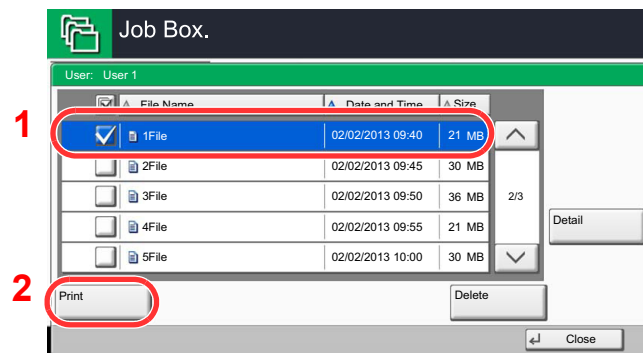 Job Box.
User: User 1
File Name Date and Time Size
1
1File 02/02/2013 09:40 21 MB
2File 02/02/2013 09:45 30 MB
3File 02/02/2013 09:50 36 MB 2/3
4File 02/02/2013 09:55 21 MB
Detail
5File 02/02/2013 10:00 30 MB
2
Print Delete
Close